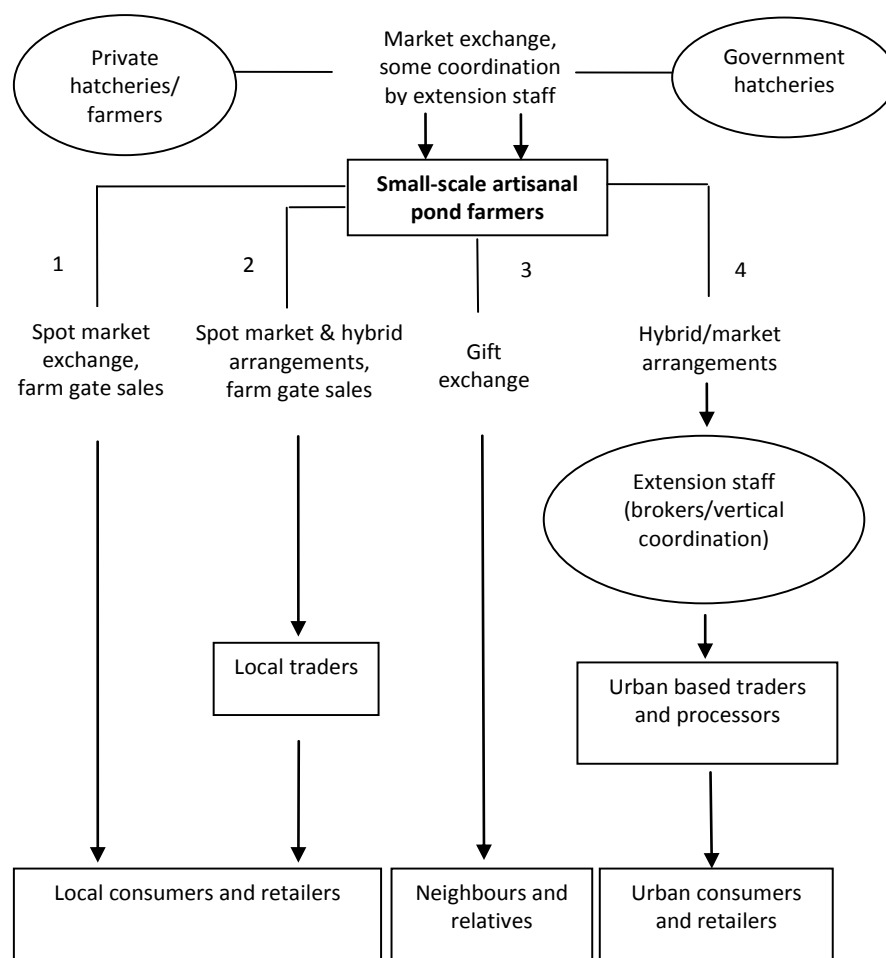 Private
hatcheries/
farmers
Market exchange,
some coordination
by extension staff
Government
hatcheries
Small-scale artisanal
pond farmers
1
2
3
4
Spot market
exchange,
farm gate sales
Spot market & hybrid
arrangements,
farm gate sales
Gift
exchange
Hybrid/market
arrangements
Extension staff
(brokers/vertical
coordination)
Local traders
Urban based traders
and processors
Local consumers and retailers
Neighbours and
relatives
Urban consumers
and retailers